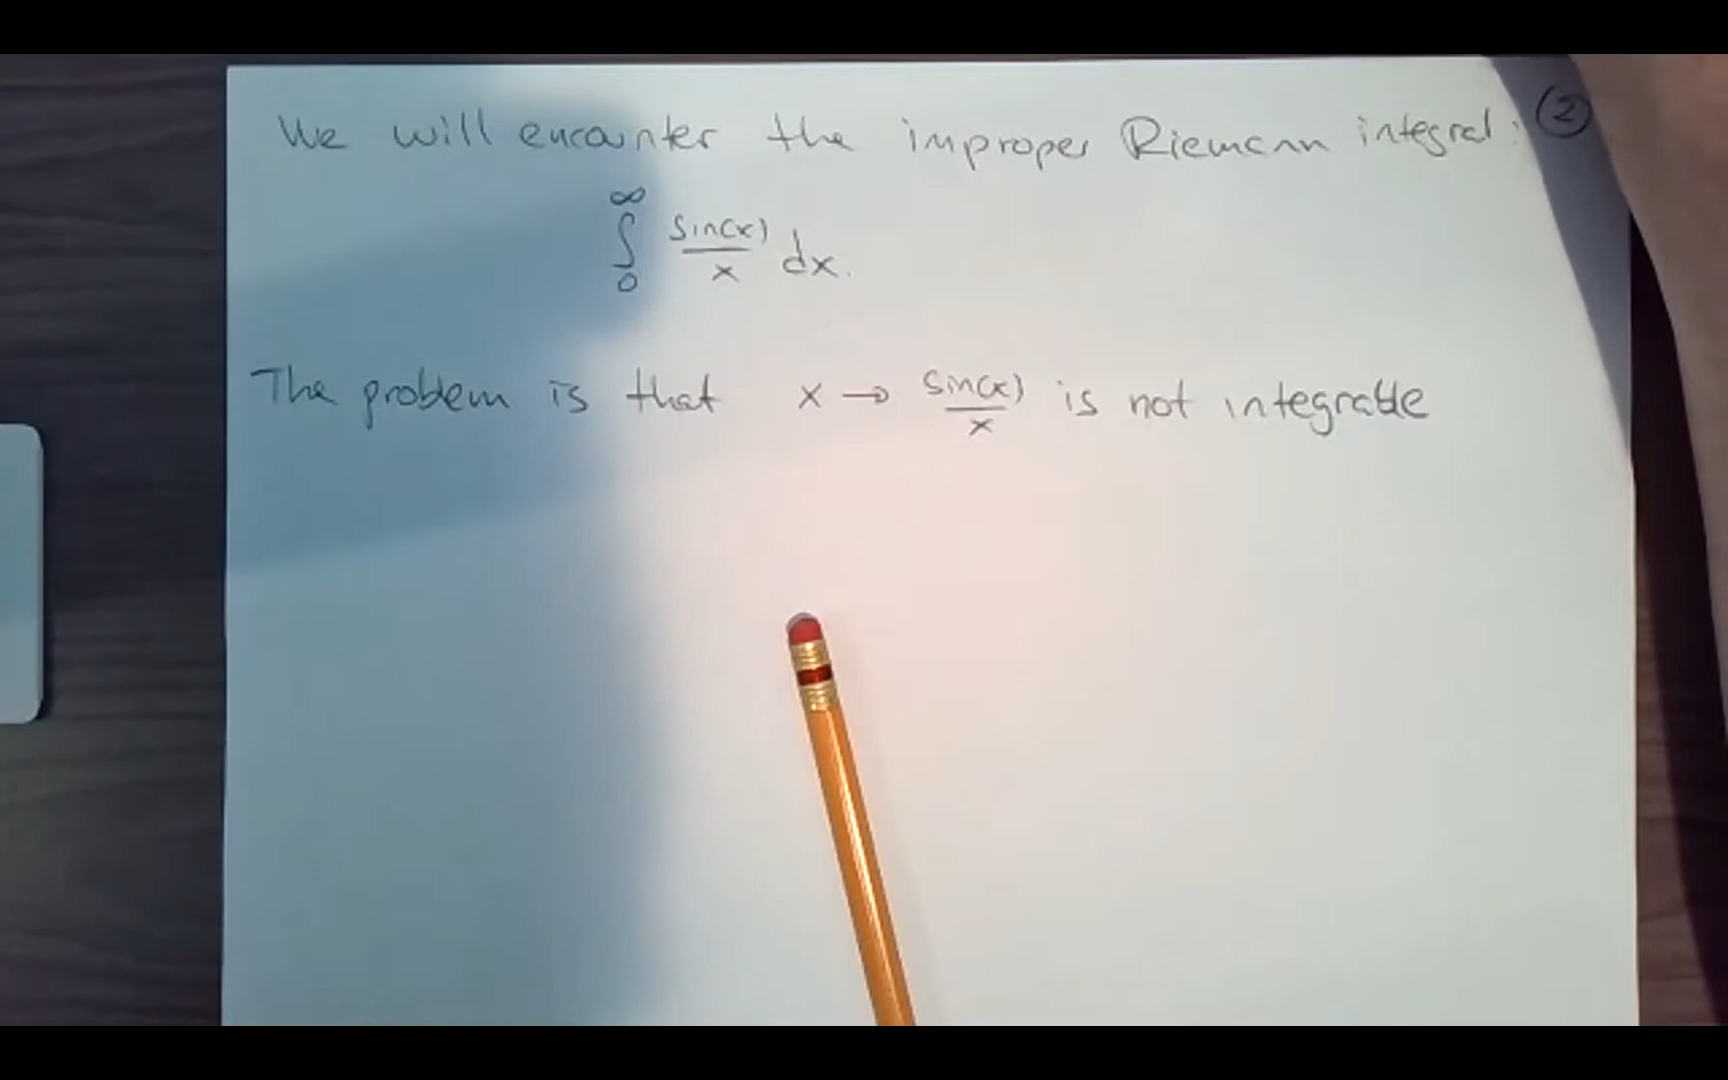 We will encounter the improper Riemann integral: ②
∞
∫ sin(x)/x dx.
0
The problem is that x → sin(x)/x is not integrable